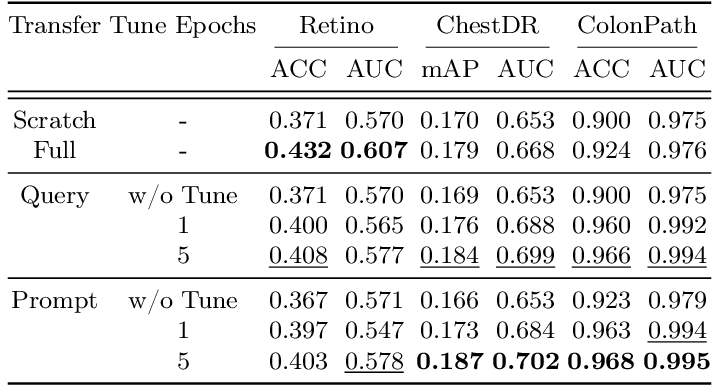 Transfer Tune Epochs Retino ChestDR ColonPath
ACC AUC mAP AUC ACC AUC
Scratch - 0.371 0.570 0.170 0.653 0.900 0.975
Full - 0.432 0.607 0.179 0.668 0.924 0.976
Query w/o Tune 0.371 0.570 0.169 0.653 0.900 0.975
1 0.400 0.565 0.176 0.688 0.960 0.992
5 0.408 0.577 0.184 0.699 0.966 0.994
Prompt w/o Tune 0.367 0.571 0.166 0.653 0.923 0.979
1 0.397 0.547 0.173 0.684 0.963 0.994
5 0.403 0.578 0.187 0.702 0.968 0.995